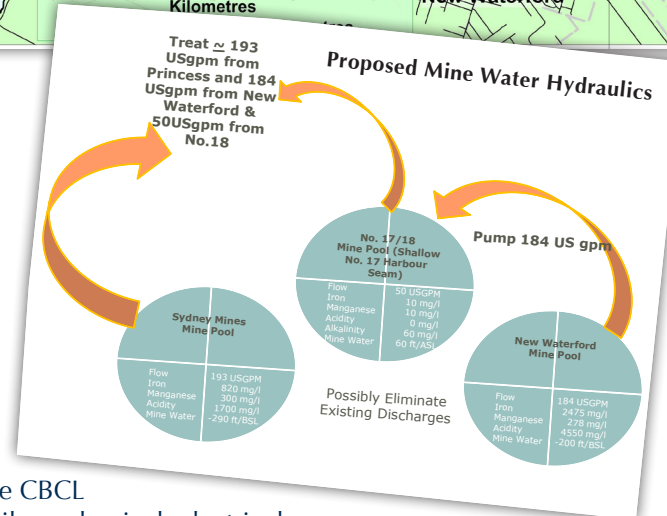 Kilometres
New Waterford
Proposed Mine Water Hydraulics
Treat ~ 193
USgpm from
Princess and 184
USgpm from New
Waterford &
50USgpm from
No.18
Pump 184 US gpm
No. 17/18
Mine Pool (Shallow
No. 17 Harbour
Seam)
Flow 50 USGPM
Iron 10 mg/l
Manganese 10 mg/l
Acidity 0 mg/l
Alkalinity 60 mg/l
Mine Water 60 ft/ASL
Sydney Mines
Mine Pool
Flow 193 USGPM
Iron 820 mg/l
Manganese 300 mg/l
Acidity 1700 mg/l
Mine Water -290 ft/BSL
New Waterford
Mine Pool
Flow 184 USGPM
Iron 2475 mg/l
Manganese 278 mg/l
Acidity 4550 mg/l
Mine Water -200 ft/BSL
Possibly Eliminate
Existing Discharges
e CBCL